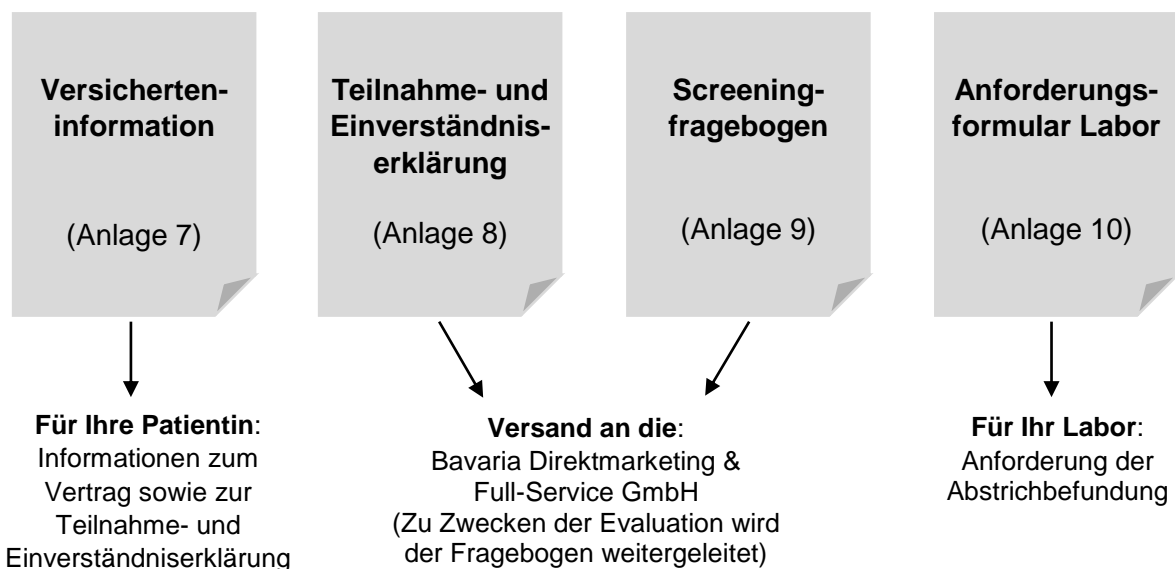 Versicherten-
information
(Anlage 7)
Teilnahme- und
Einverständnis-
erklärung
(Anlage 8)
Screening-
fragebogen
(Anlage 9)
Anforderungs-
formular Labor
(Anlage 10)
Für Ihre Patientin:
Informationen zum
Vertrag sowie zur
Teilnahme- und
Einverständniserklärung
Versand an die:
Bavaria Direktmarketing &
Full-Service GmbH
(Zu Zwecken der Evaluation wird
der Fragebogen weitergeleitet)
Für Ihr Labor:
Anforderung der
Abstrichbefundung